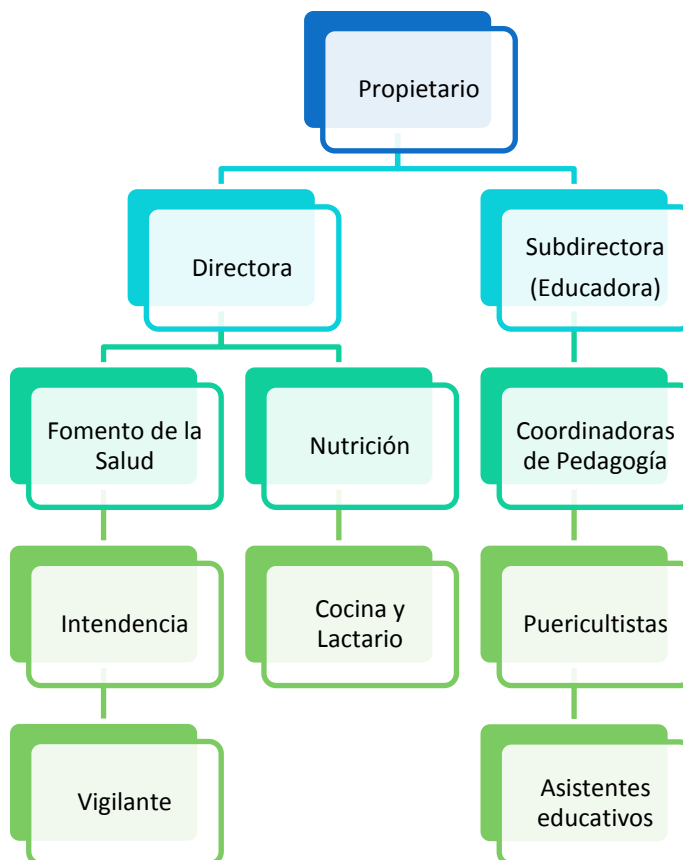 Propietario
Directora
Subdirectora
(Educadora)
Fomento de la
Salud
Nutrición
Coordinadoras
de Pedagogía
Intendencia
Cocina y
Lactario
Puericultistas
Vigilante
Asistentes
educativos